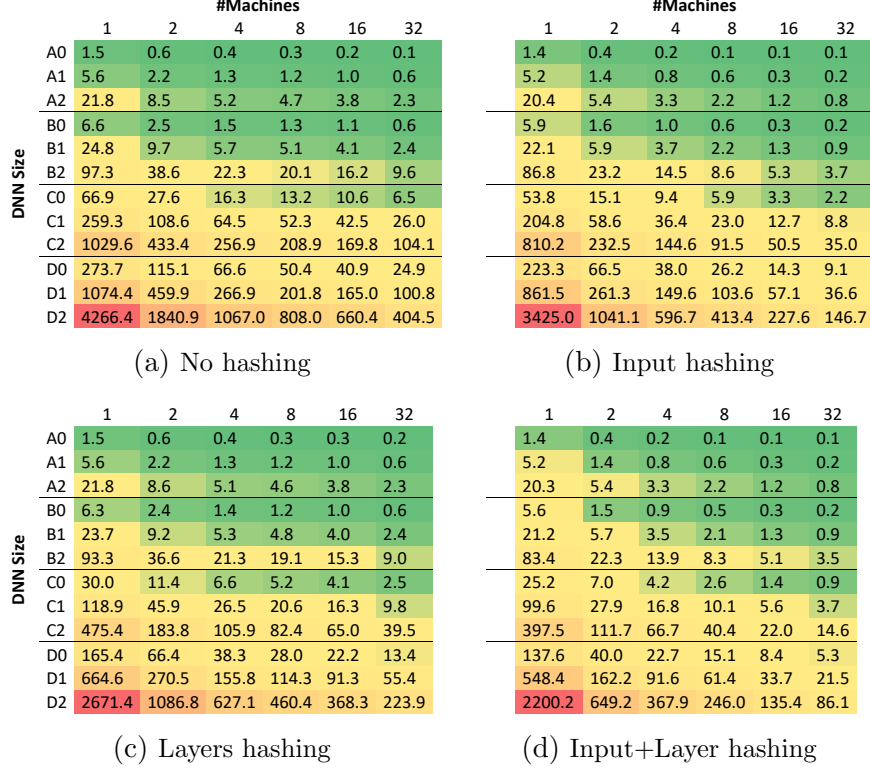 #Machines
1 2 4 8 16 32
A0 1.5 0.6 0.4 0.3 0.2 0.1
A1 5.6 2.2 1.3 1.2 1.0 0.6
A2 21.8 8.5 5.2 4.7 3.8 2.3
B0 6.6 2.5 1.5 1.3 1.1 0.6
B1 24.8 9.7 5.7 5.1 4.1 2.4
B2 97.3 38.6 22.3 20.1 16.2 9.6
C0 66.9 27.6 16.3 13.2 10.6 6.5
C1 259.3 108.6 64.5 52.3 42.5 26.0
C2 1029.6 433.4 256.9 208.9 169.8 104.1
D0 273.7 115.1 66.6 50.4 40.9 24.9
D1 1074.4 459.9 266.9 201.8 165.0 100.8
D2 4266.4 1840.9 1067.0 808.0 660.4 404.5
DNN Size
(a) No hashing
#Machines
1 2 4 8 16 32
1.4 0.4 0.2 0.1 0.1 0.1
5.2 1.4 0.8 0.6 0.3 0.2
20.4 5.4 3.3 2.2 1.2 0.8
5.9 1.6 1.0 0.6 0.3 0.2
22.1 5.9 3.7 2.2 1.3 0.9
86.8 23.2 14.5 8.6 5.3 3.7
53.8 15.1 9.4 5.9 3.3 2.2
204.8 58.6 36.4 23.0 12.7 8.8
810.2 232.5 144.6 91.5 50.5 35.0
223.3 66.5 38.0 26.2 14.3 9.1
861.5 261.3 149.6 103.6 57.1 36.6
3425.0 1041.1 596.7 413.4 227.6 146.7
(b) Input hashing
1 2 4 8 16 32
A0 1.5 0.6 0.4 0.3 0.3 0.2
A1 5.6 2.2 1.3 1.2 1.0 0.6
A2 21.8 8.6 5.1 4.6 3.8 2.3
B0 6.3 2.4 1.4 1.2 1.0 0.6
B1 23.7 9.2 5.3 4.8 4.0 2.4
B2 93.3 36.6 21.3 19.1 15.3 9.0
C0 30.0 11.4 6.6 5.2 4.1 2.5
C1 118.9 45.9 26.5 20.6 16.3 9.8
C2 475.4 183.8 105.9 82.4 65.0 39.5
D0 165.4 66.4 38.3 28.0 22.2 13.4
D1 664.6 270.5 155.8 114.3 91.3 55.4
D2 2671.4 1086.8 627.1 460.4 368.3 223.9
DNN Size
(c) Layers hashing
1 2 4 8 16 32
1.4 0.4 0.2 0.1 0.1 0.1
5.2 1.4 0.8 0.6 0.3 0.2
20.3 5.4 3.3 2.2 1.2 0.8
5.6 1.5 0.9 0.5 0.3 0.2
21.2 5.7 3.5 2.1 1.3 0.9
83.4 22.3 13.9 8.3 5.1 3.5
25.2 7.0 4.2 2.6 1.4 0.9
99.6 27.9 16.8 10.1 5.6 3.7
397.5 111.7 66.7 40.4 22.0 14.6
137.6 40.0 22.7 15.1 8.4 5.3
548.4 162.2 91.6 61.4 33.7 21.5
2200.2 649.2 367.9 246.0 135.4 86.1
(d) Input+Layer hashing